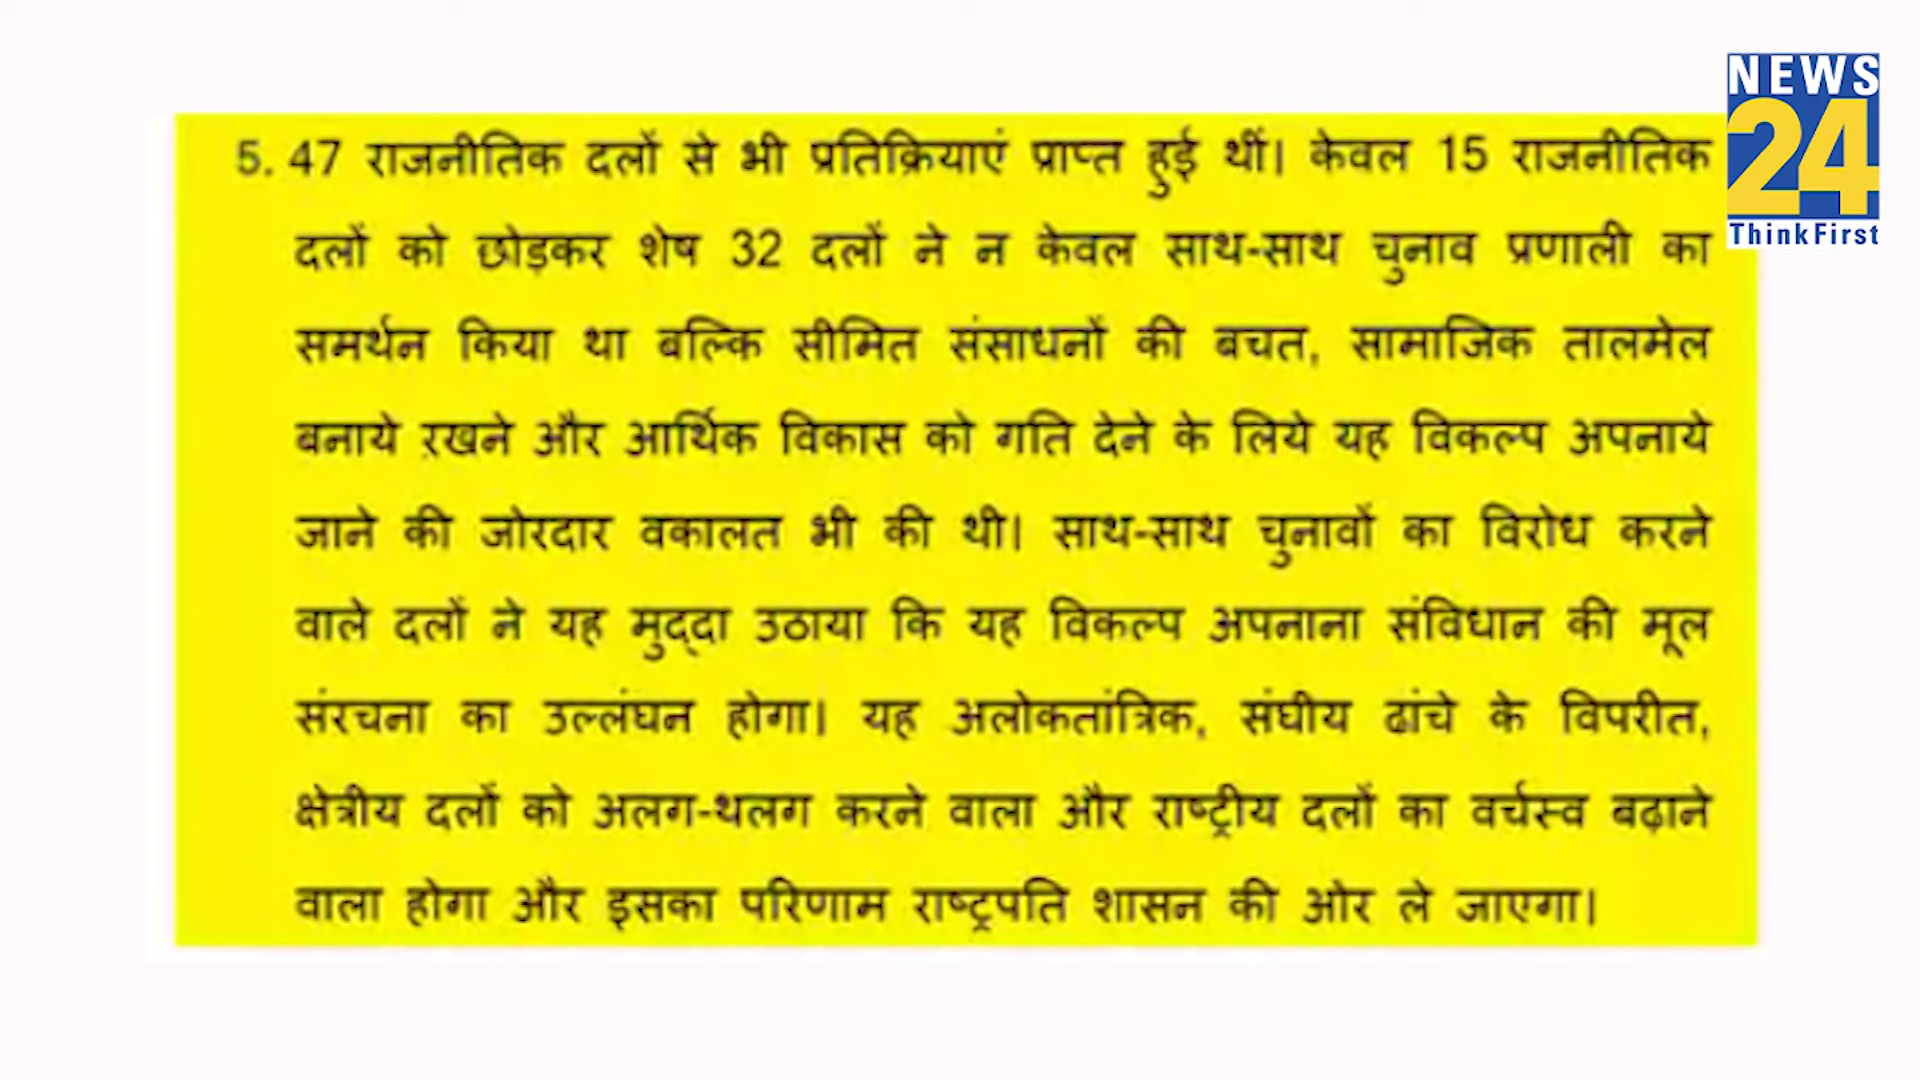 NEWS
24
ThinkFirst
5. 47 राजनीतिक दलों से भी प्रतिक्रियाएं प्राप्त हुई थीं। केवल 15 राजनीतिक
दलों को छोड़कर शेष 32 दलों ने न केवल साथ-साथ चुनाव प्रणाली का
समर्थन किया था बल्कि सीमित संसाधनों की बचत, सामाजिक तालमेल
बनाये ऱखने और आर्थिक विकास को गति देने के लिये यह विकल्प अपनाये
जाने की जोरदार वकालत भी की थी। साथ-साथ चुनावों का विरोध करने
वाले दलों ने यह मुद्दा उठाया कि यह विकल्प अपनाना संविधान की मूल
संरचना का उल्लंघन होगा। यह अलोकतांत्रिक, संघीय ढांचे के विपरीत,
क्षेत्रीय दलों को अलग-थलग करने वाला और राष्ट्रीय दलों का वर्चस्व बढ़ाने
वाला होगा और इसका परिणाम राष्ट्रपति शासन की ओर ले जाएगा।